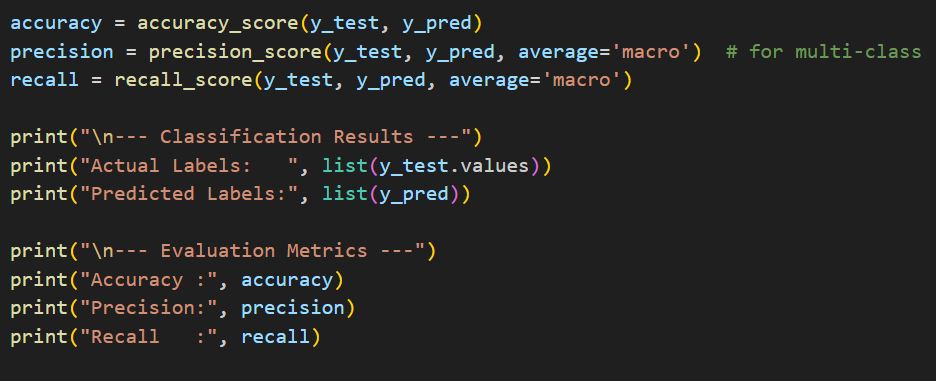 accuracy = accuracy_score(y_test, y_pred)
precision = precision_score(y_test, y_pred, average='macro')  # for multi-class
recall = recall_score(y_test, y_pred, average='macro')

print("\n--- Classification Results ---")
print("Actual Labels:   ", list(y_test.values))
print("Predicted Labels:", list(y_pred))

print("\n--- Evaluation Metrics ---")
print("Accuracy :", accuracy)
print("Precision:", precision)
print("Recall   :", recall)